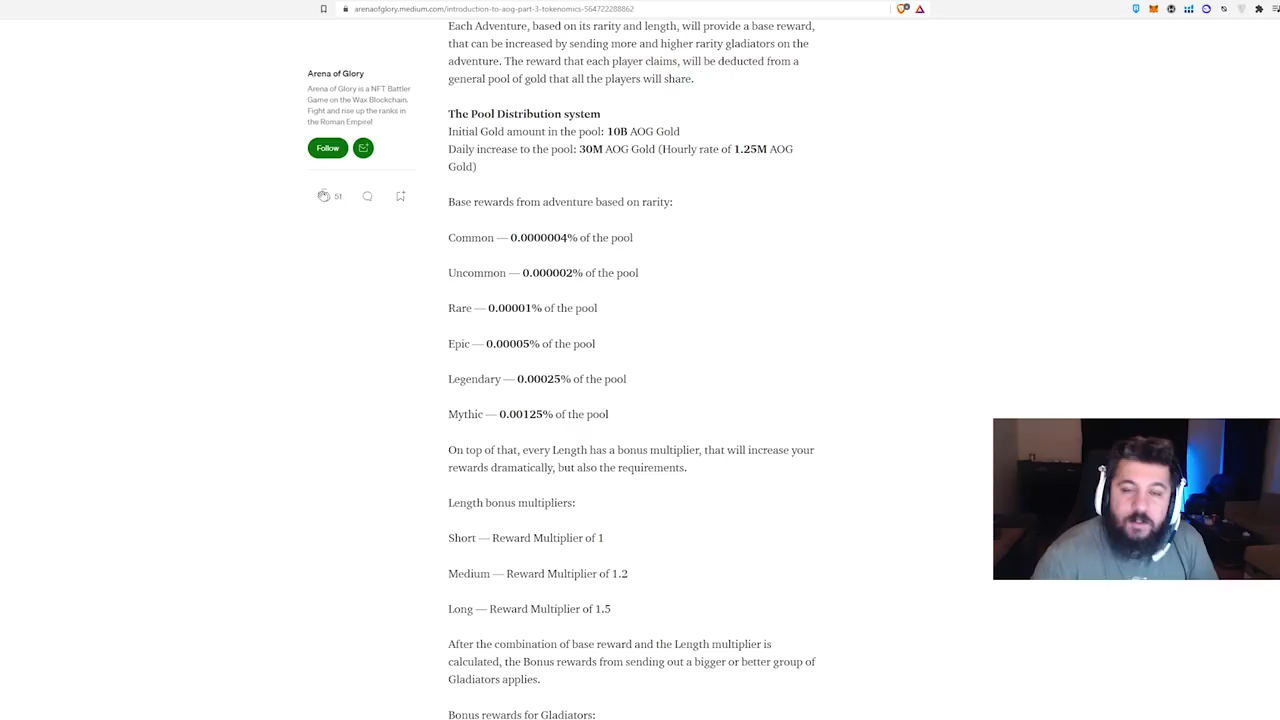 arenaofglory.medium.com/introduction-to-aog-part-3-tokenomics-564722288862
Each Adventure, based on its rarity and length, will provide a base reward,
that can be increased by sending more and higher rarity gladiators on the
adventure. The reward that each player claims, will be deducted from a
general pool of gold that all the players will share.
Arena of Glory
Arena of Glory is a NFT Battler
Game on the Wax Blockchain.
Fight and rise up the ranks in
the Roman Empire!
Follow
51
The Pool Distribution system
Initial Gold amount in the pool: 10B AOG Gold
Daily increase to the pool: 30M AOG Gold (Hourly rate of 1.25M AOG
Gold)
Base rewards from adventure based on rarity:
Common — 0.0000004% of the pool
Uncommon — 0.000002% of the pool
Rare — 0.00001% of the pool
Epic — 0.00005% of the pool
Legendary — 0.00025% of the pool
Mythic — 0.00125% of the pool
On top of that, every Length has a bonus multiplier, that will increase your
rewards dramatically, but also the requirements.
Length bonus multipliers:
Short — Reward Multiplier of 1
Medium — Reward Multiplier of 1.2
Long — Reward Multiplier of 1.5
After the combination of base reward and the Length multiplier is
calculated, the Bonus rewards from sending out a bigger or better group of
Gladiators applies.
Bonus rewards for Gladiators: